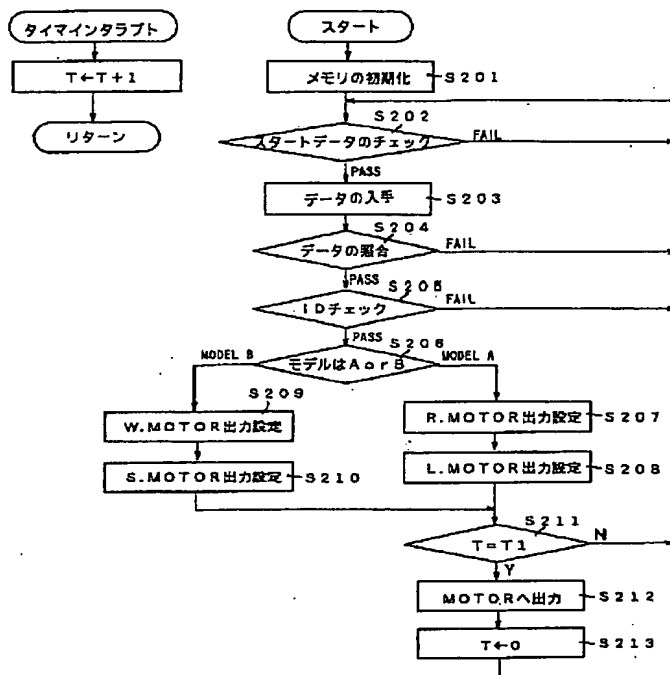 タイマインタラプト
T←T+1
リターン
スタート
メモリの初期化
S201
S202
スタートデータのチェック
FAIL
PASS
データの入手
S203
S204
データの照合
FAIL
PASS
S205
IDチェック
FAIL
PASS
S206
MODEL B
モデルはAorB
MODEL A
S209
W.MOTOR出力設定
R.MOTOR出力設定
S207
S.MOTOR出力設定
S210
L.MOTOR出力設定
S208
S211
T=T1
N
Y
MOTORへ出力
S212
T←0
S213